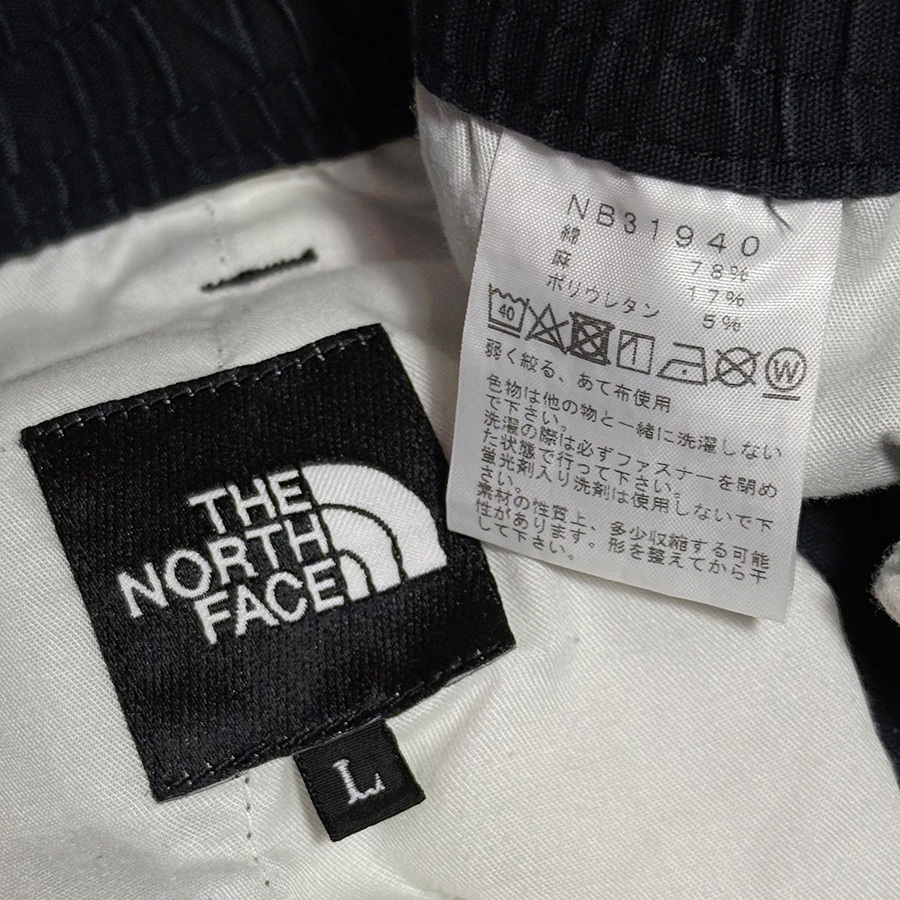 THE
NORTH
FACE
L
NB31940
綿 78%
麻 17%
ポリウレタン 5%
40 W
弱く絞る、あて布使用
色物は他の物と一緒に洗濯しない
で下さい。
洗濯の際は必ずファスナーを閉め
た状態で行って下さい。
蛍光剤入り洗剤は使用しないで下
さい。
素材の性質上、多少収縮する可能
性があります。形を整えてから干
して下さい。